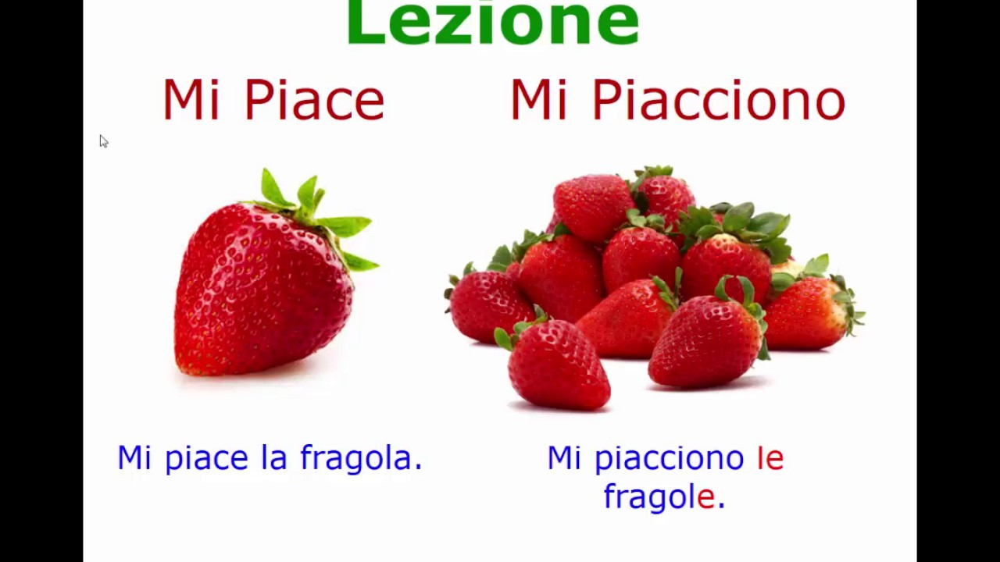 Lezione
Mi Piace
Mi Piacciono
Mi piace la fragola.
Mi piacciono le
fragole.